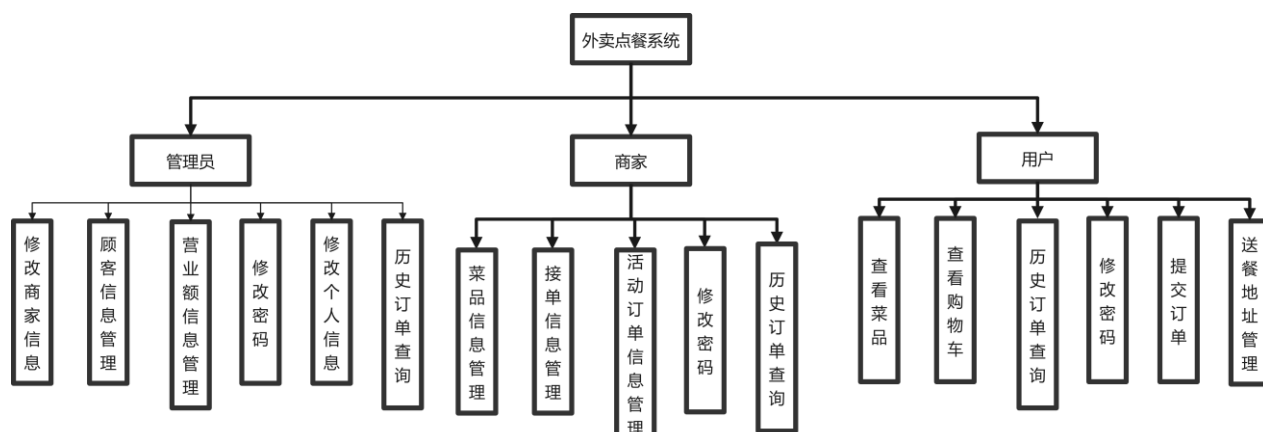 外卖点餐系统
管理员
商家
用户
修改商家信息
顾客信息管理
营业额信息管理
修改密码
修改个人信息
历史订单查询
菜品信息管理
接单信息管理
活动订单信息管理
修改密码
历史订单查询
查看菜品
查看购物车
历史订单查询
修改密码
提交订单
送餐地址管理